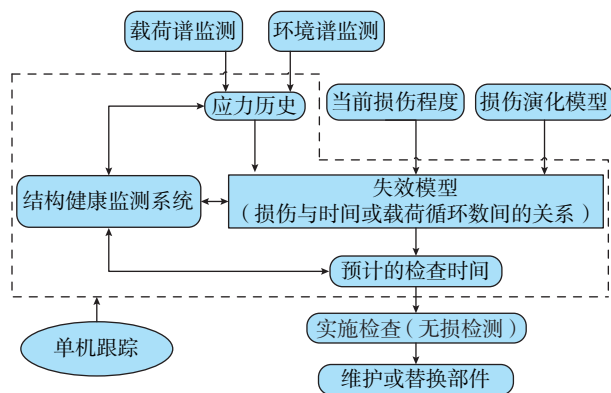 载荷谱监测
环境谱监测
应力历史
当前损伤程度
损伤演化模型
结构健康监测系统
失效模型
（损伤与时间或载荷循环数间的关系）
预计的检查时间
单机跟踪
实施检查（无损检测）
维护或替换部件